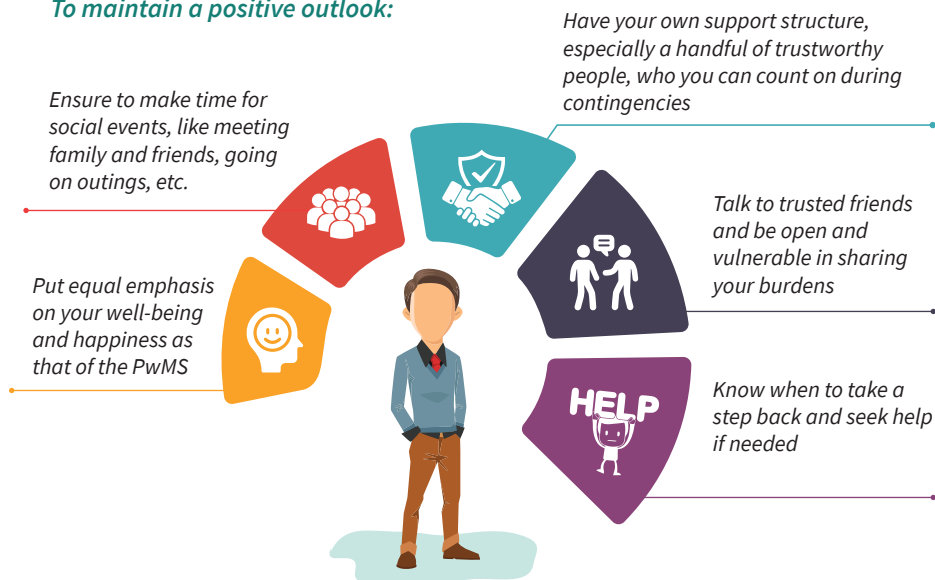 To maintain a positive outlook:
Put equal emphasis
on your well-being
and happiness as
that of the PwMS
Ensure to make time for
social events, like meeting
family and friends, going
on outings, etc.
Have your own support structure,
especially a handful of trustworthy
people, who you can count on during
contingencies
Talk to trusted friends
and be open and
vulnerable in sharing
your burdens
HELP
Know when to take a
step back and seek help
if needed